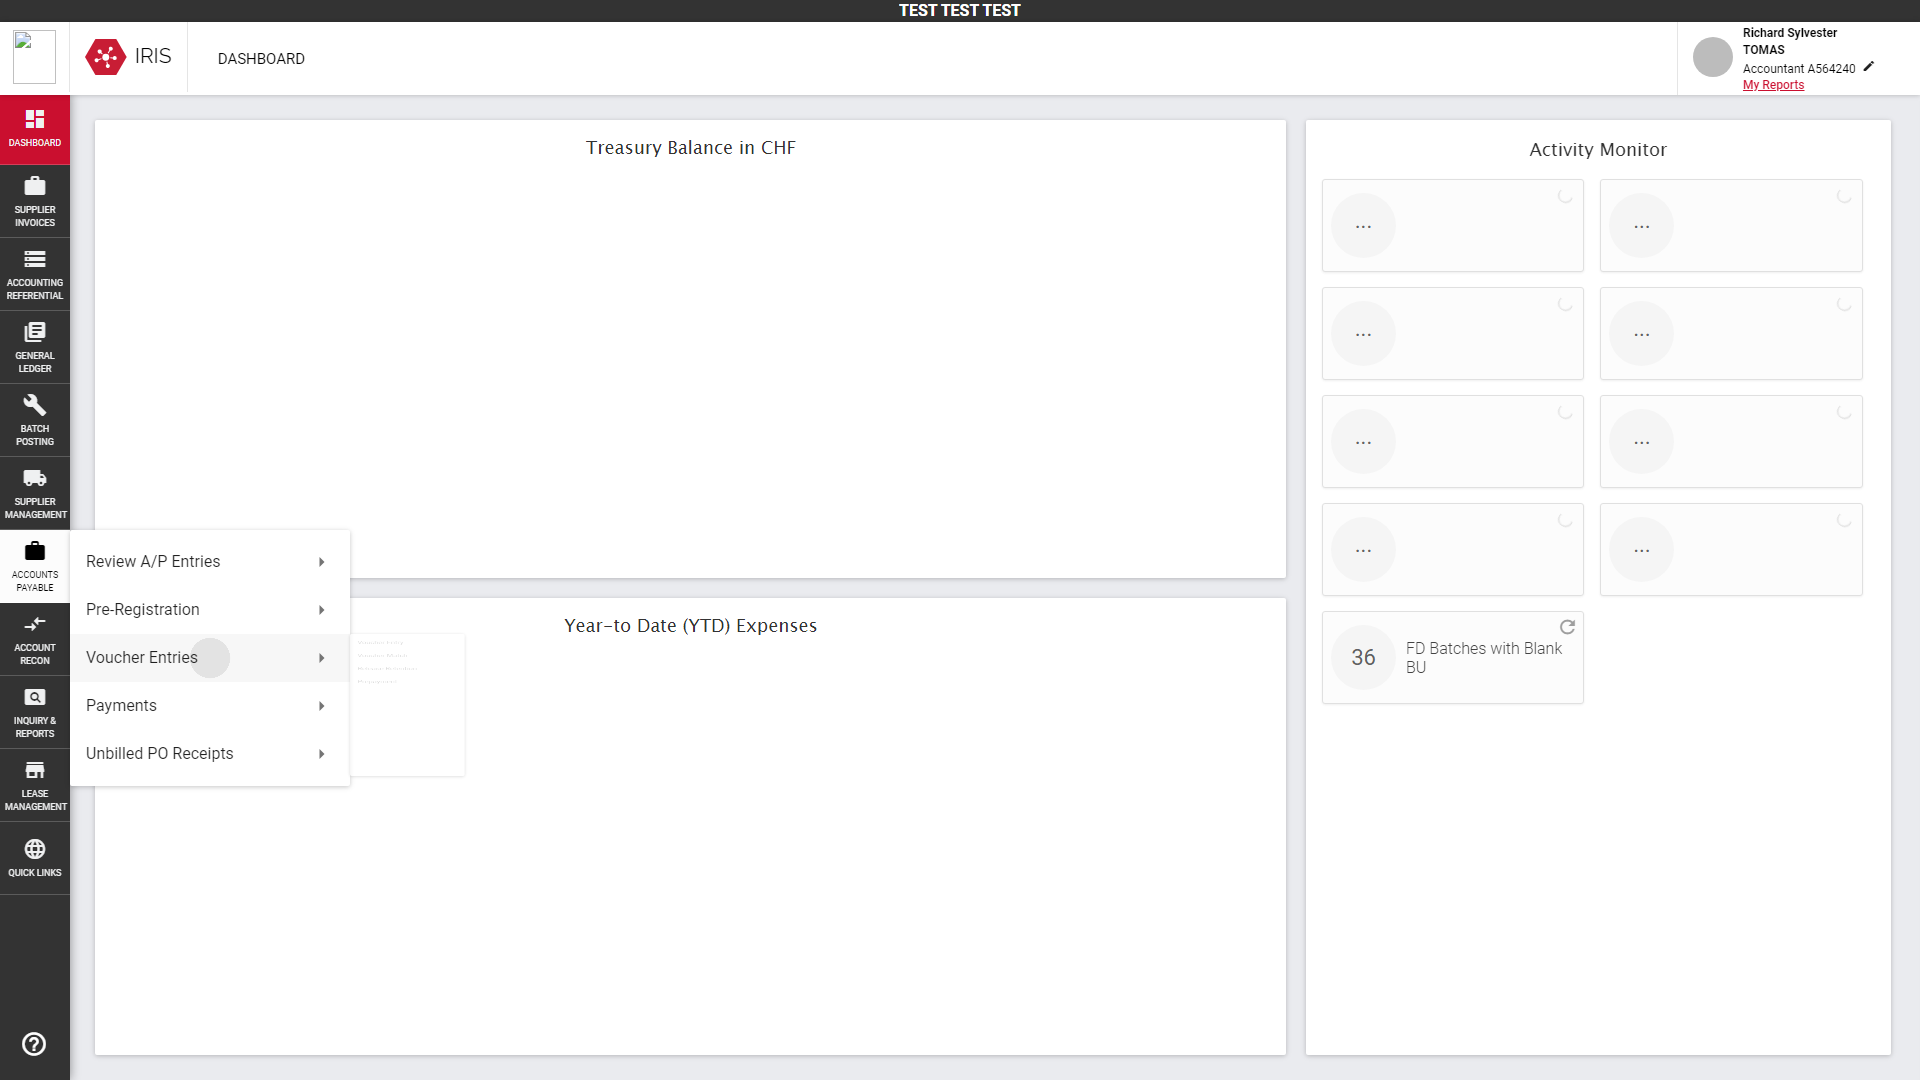 TEST TEST TEST
IRIS
DASHBOARD
Richard Sylvester
TOMAS
Accountant A564240
My Reports
DASHBOARD
SUPPLIER
INVOICES
ACCOUNTING
REFERENTIAL
GENERAL
LEDGER
BATCH
POSTING
SUPPLIER
MANAGEMENT
ACCOUNTS
PAYABLE
ACCOUNT
RECON
INQUIRY &
REPORTS
LEASE
MANAGEMENT
QUICK LINKS
Review A/P Entries
Pre-Registration
Voucher Entries
Payments
Unbilled PO Receipts
Treasury Balance in CHF
Year-to Date (YTD) Expenses
Activity Monitor
... ...
... ...
... ...
... ...
36
FD Batches with Blank
BU